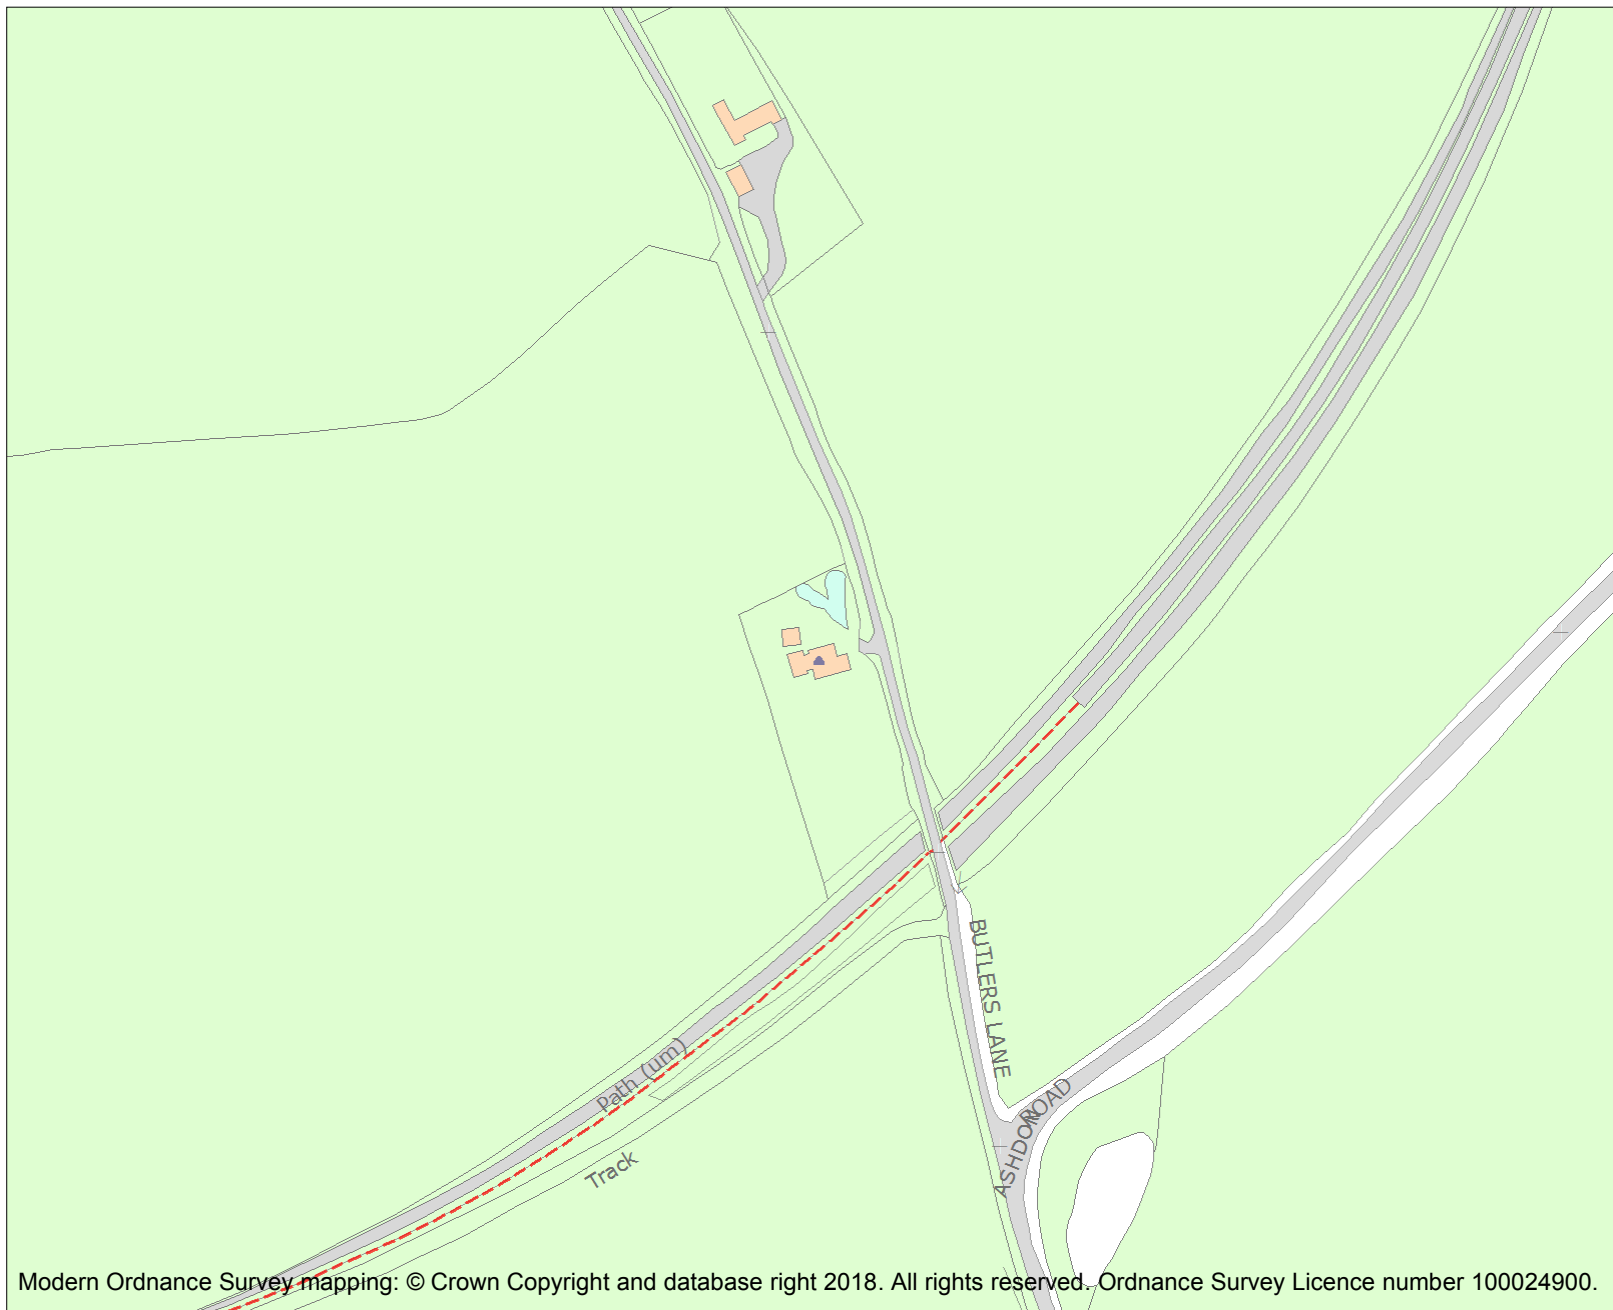 BUTLERS LANE
Path (um)
ASHDON ROAD
Track
Modern Ordnance Survey mapping: © Crown Copyright and database right 2018. All rights reserved. Ordnance Survey Licence number 100024900.